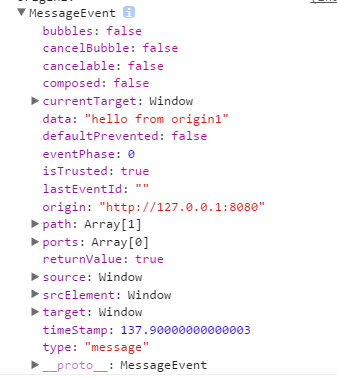 MessageEvent i
bubbles: false
cancelBubble: false
cancelable: false
composed: false
currentTarget: Window
data: "hello from origin1"
defaultPrevented: false
eventPhase: 0
isTrusted: true
lastEventId: ""
origin: "http://127.0.0.1:8080"
path: Array[1]
ports: Array[0]
returnValue: true
source: Window
srcElement: Window
target: Window
timeStamp: 137.90000000000003
type: "message"
__proto__: MessageEvent